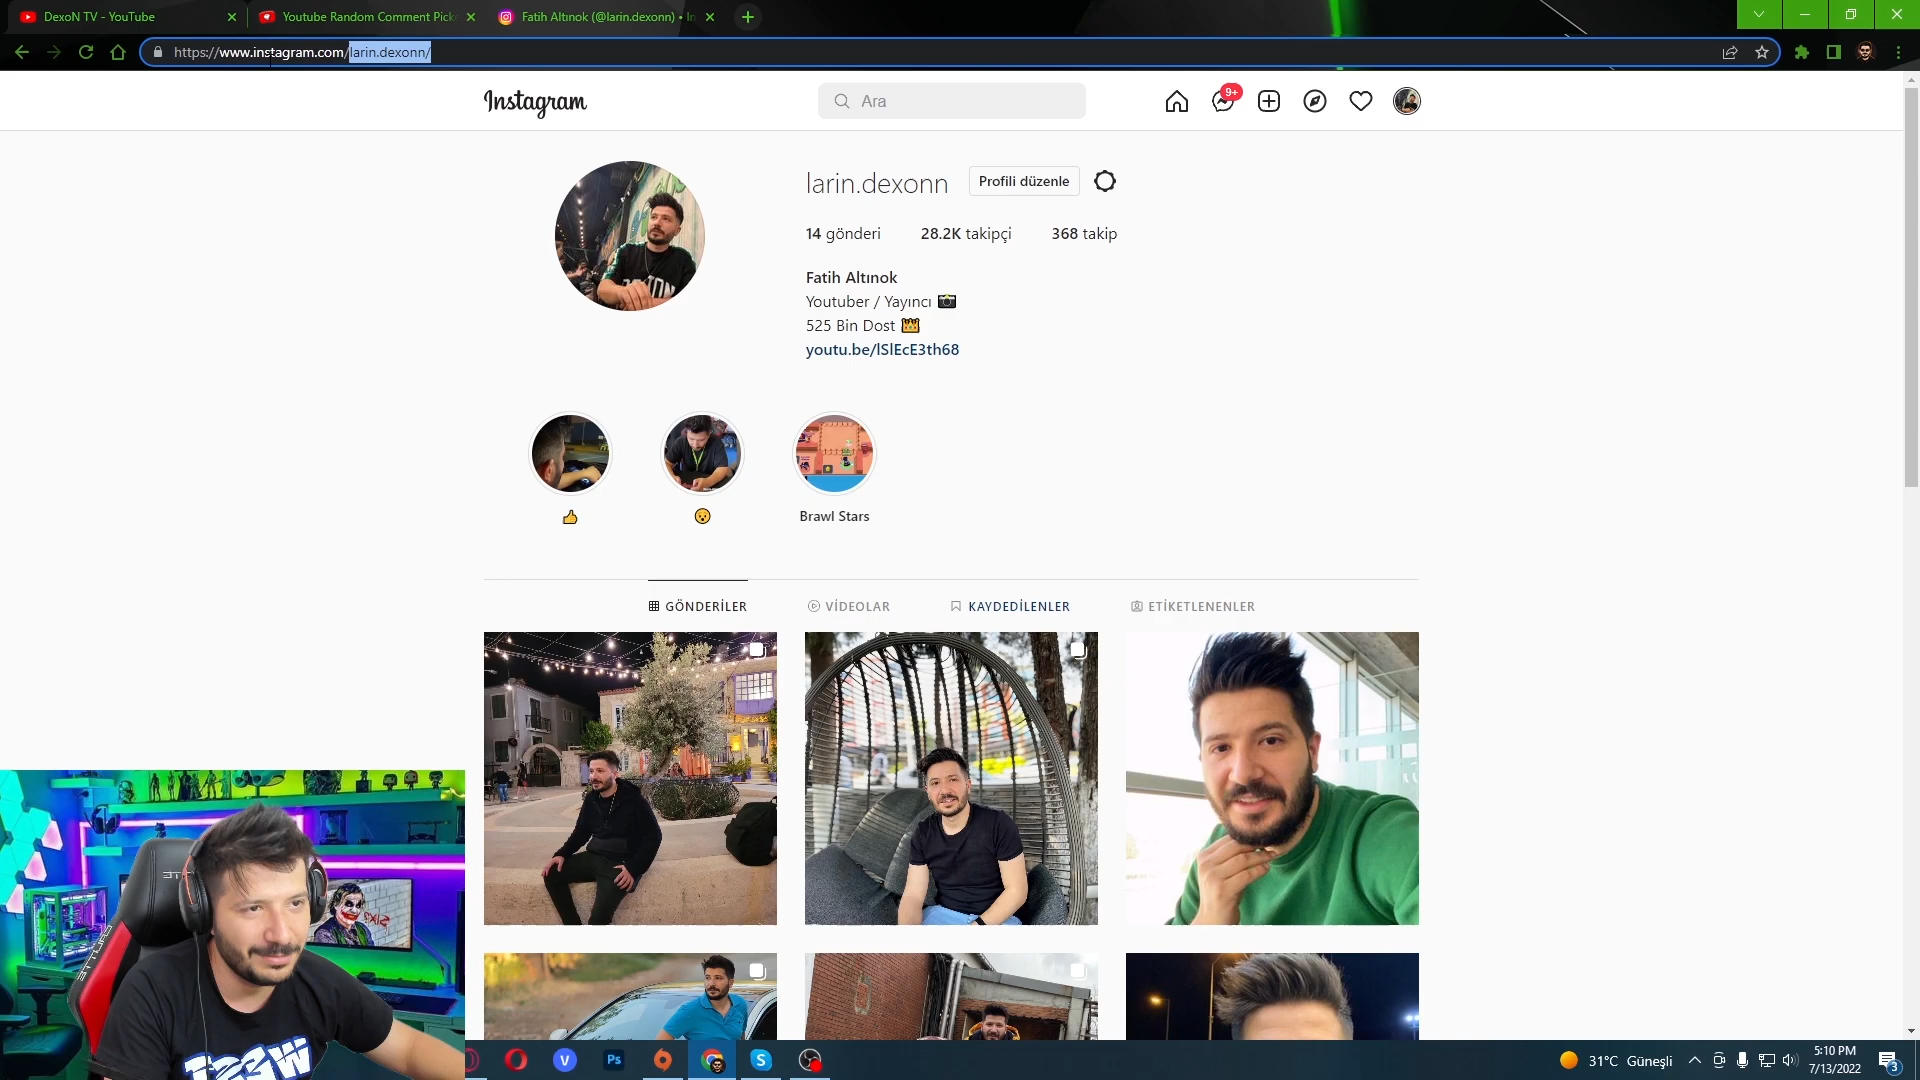 DexoN TV - YouTube
Youtube Random Comment Picke
Fatih Altınok (@larin.dexonn) • In
https://www.instagram.com/larin.dexonn/
Instagram
Ara
9+
larin.dexonn
Profili düzenle
14 gönderi
28.2K takipçi
368 takip
Fatih Altınok
Youtuber / Yayıncı
525 Bin Dost
youtu.be/lSlEcE3th68
Brawl Stars
GÖNDERİLER
VİDEOLAR
KAYDEDİLENLER
ETİKETLENENLER
Ps
31°C Güneşli
5:10 PM
7/13/2022
3